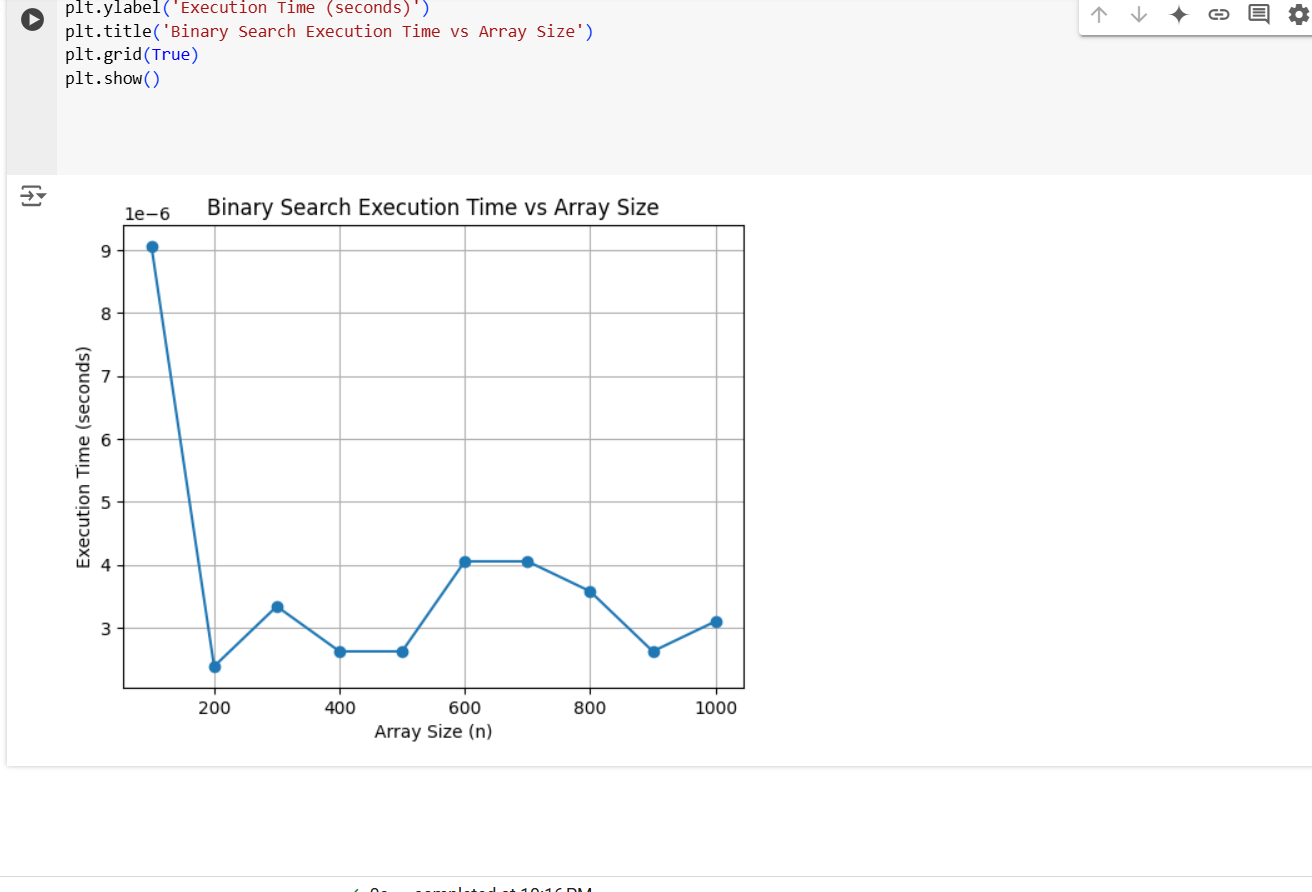 plt.ylabel('Execution Time (seconds)')
plt.title('Binary Search Execution Time vs Array Size')
plt.grid(True)
plt.show()
1e−6
Binary Search Execution Time vs Array Size
9
8
7
6
5
4
3
Execution Time (seconds)
200 400 600 800 1000
Array Size (n)
completed at 10:16 PM